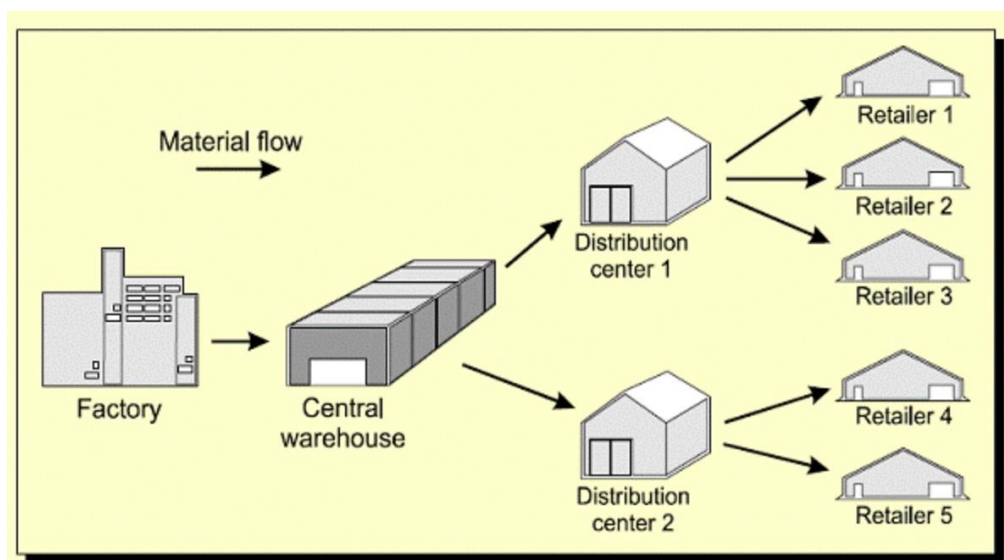 Material flow
Factory
Central
warehouse
Distribution
center 1
Distribution
center 2
Retailer 1
Retailer 2
Retailer 3
Retailer 4
Retailer 5